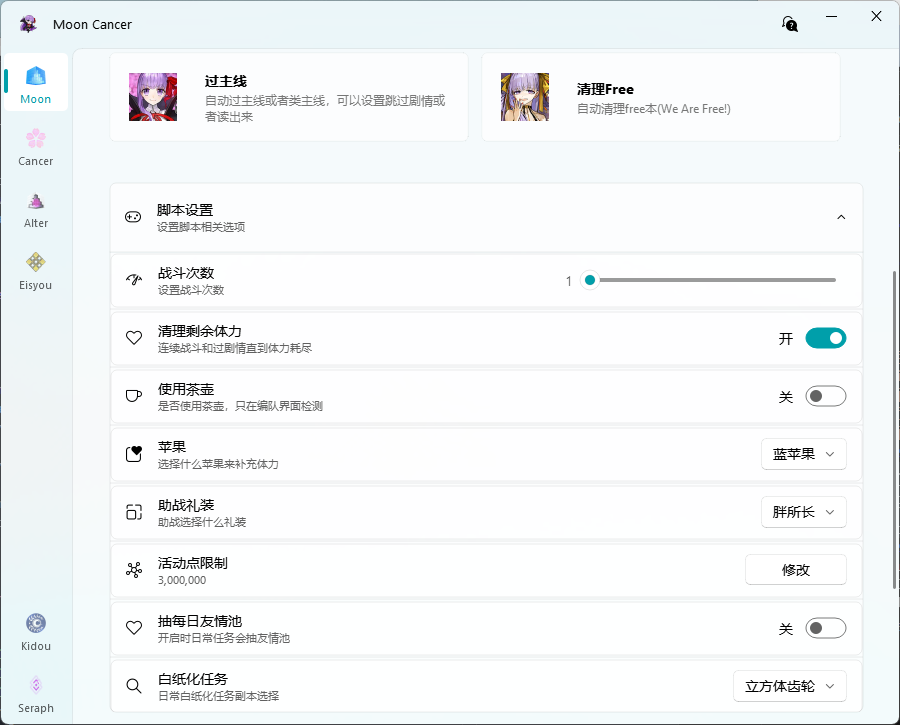 Moon Cancer
Moon
Cancer
Alter
Eisyou
Kidou
Seraph
过主线
自动过主线或者类主线，可以设置跳过剧情或
者读出来
清理Free
自动清理free本(We Are Free!)
脚本设置
设置脚本相关选项
战斗次数
设置战斗次数
1
清理剩余体力
连续战斗和过剧情直到体力耗尽
开
使用茶壶
是否使用茶壶，只在编队界面检测
关
苹果
选择什么苹果来补充体力
蓝苹果
助战礼装
助战选择什么礼装
胖所长
活动点限制
3,000,000
修改
抽每日友情池
开启时日常任务会抽友情池
关
白纸化任务
日常白纸化任务副本选择
立方体齿轮